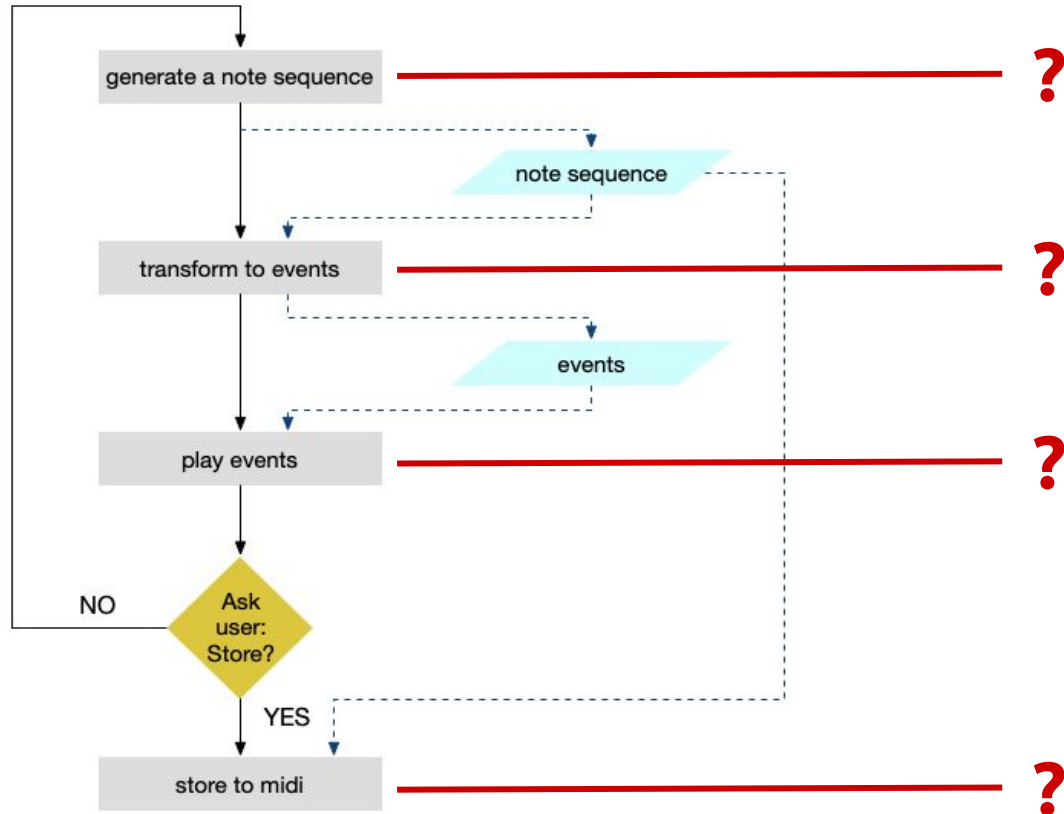 generate a note sequence
?
note sequence
transform to events
?
events
play events
?
NO
Ask
user:
Store?
YES
store to midi
?